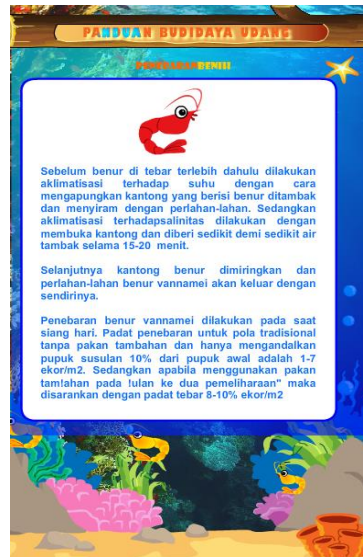 PANDUAN BUDIDAYA UDANG
PENEBARAN BENIH
Sebelum benur di tebar terlebih dahulu dilakukan
aklimatisasi terhadap suhu dengan cara
mengapungkan kantong yang berisi benur ditambak
dan menyiram dengan perlahan-lahan. Sedangkan
aklimatisasi terhadapsalinitas dilakukan dengan
membuka kantong dan diberi sedikit demi sedikit air
tambak selama 15-20 menit.
Selanjutnya kantong benur dimiringkan dan
perlahan-lahan benur vannamei akan keluar dengan
sendirinya.
Penebaran benur vannamei dilakukan pada saat
siang hari. Padat penebaran untuk pola tradisional
tanpa pakan tambahan dan hanya mengandalkan
pupuk susulan 10% dari pupuk awal adalah 1-7
ekor/m2. Sedangkan apabila menggunakan pakan
tam!ahan pada !ulan ke dua pemeliharaan" maka
disarankan dengan padat tebar 8-10% ekor/m2